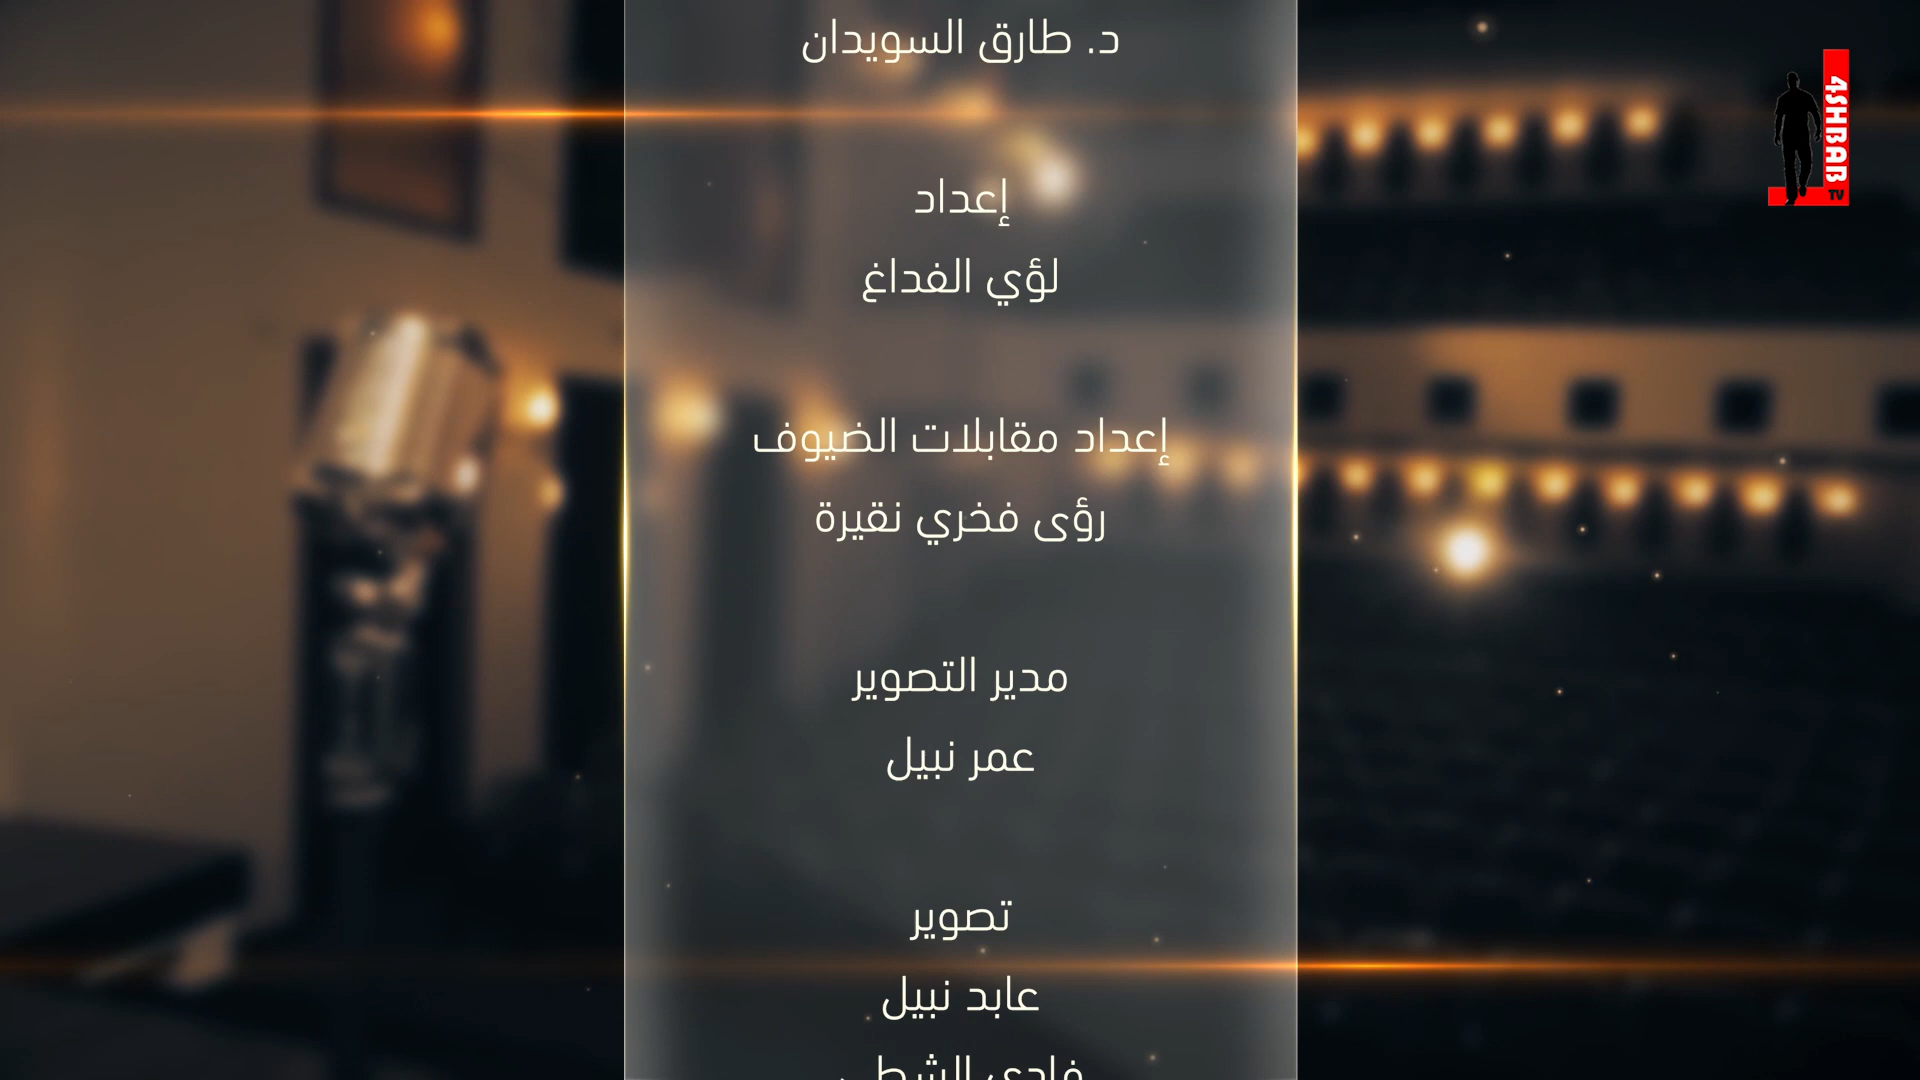 د. طارق السويدان
إعداد
لؤي الفداغ
إعداد مقابلات الضيوف
رؤى فخري نقيرة
مدير التصوير
عمر نبيل
تصوير
عابد نبيل
فادي
4SHBAB
TV